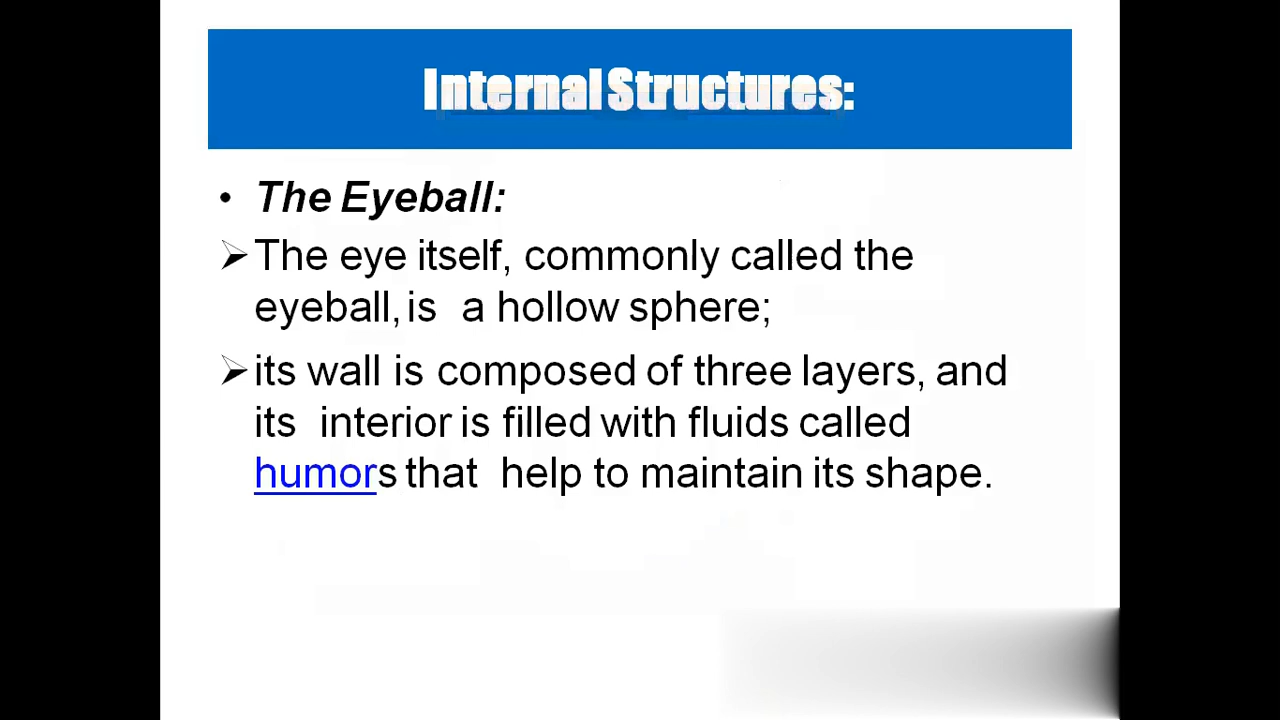 Internal Structures:
• The Eyeball:
➢ The eye itself, commonly called the
eyeball, is a hollow sphere;
➢ its wall is composed of three layers, and
its interior is filled with fluids called
humors that help to maintain its shape.